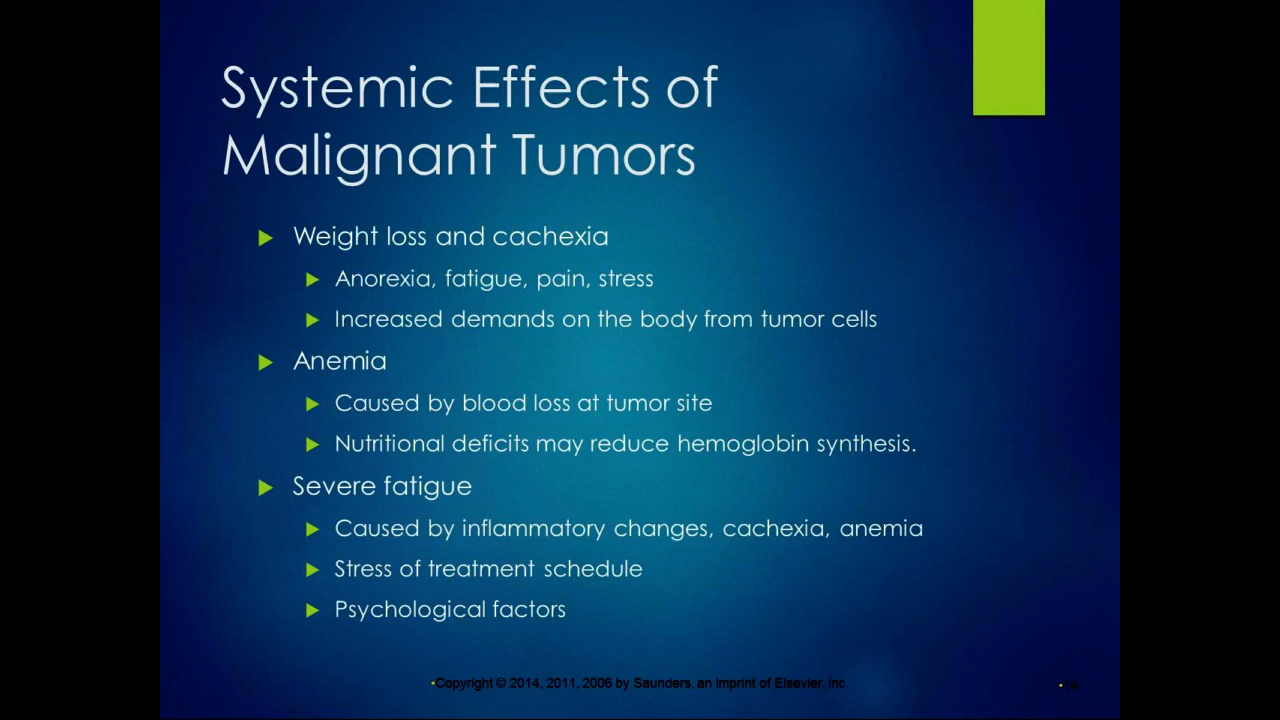 Systemic Effects of
Malignant Tumors
Weight loss and cachexia
Anorexia, fatigue, pain, stress
Increased demands on the body from tumor cells
Anemia
Caused by blood loss at tumor site
Nutritional deficits may reduce hemoglobin synthesis.
Severe fatigue
Caused by inflammatory changes, cachexia, anemia
Stress of treatment schedule
Psychological factors
•Copyright © 2014, 2011, 2006 by Saunders, an imprint of Elsevier, Inc.